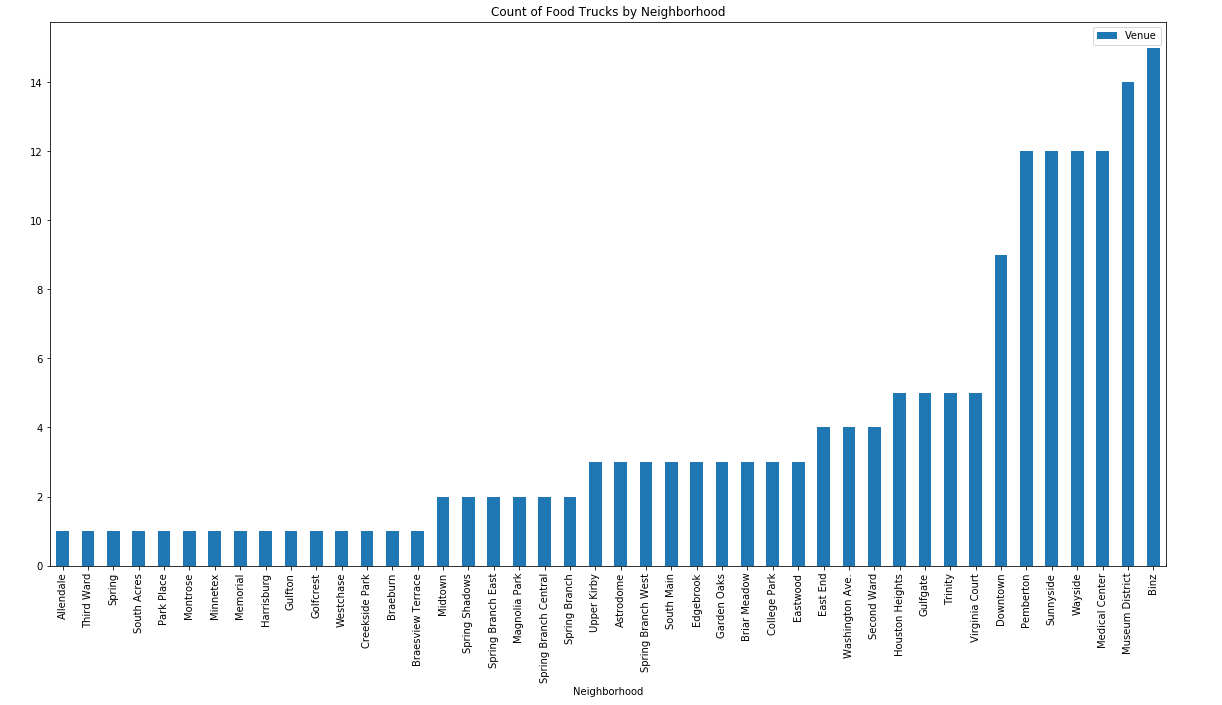 Count of Food Trucks by Neighborhood
Venue
14
12
10
8
6
4
2
0
Allendale
Third Ward
Spring
South Acres
Park Place
Montrose
Minnetex
Memorial
Harrisburg
Gulfton
Golfcrest
Westchase
Creekside Park
Braeburn
Braesview Terrace
Midtown
Spring Shadows
Spring Branch East
Magnolia Park
Spring Branch Central
Spring Branch
Upper Kirby
Astrodome
Spring Branch West
South Main
Edgebrook
Garden Oaks
Briar Meadow
College Park
Eastwood
East End
Washington Ave.
Second Ward
Houston Heights
Gulfgate
Trinity
Virginia Court
Downtown
Pemberton
Sunnyside
Wayside
Medical Center
Museum District
Binz
Neighborhood